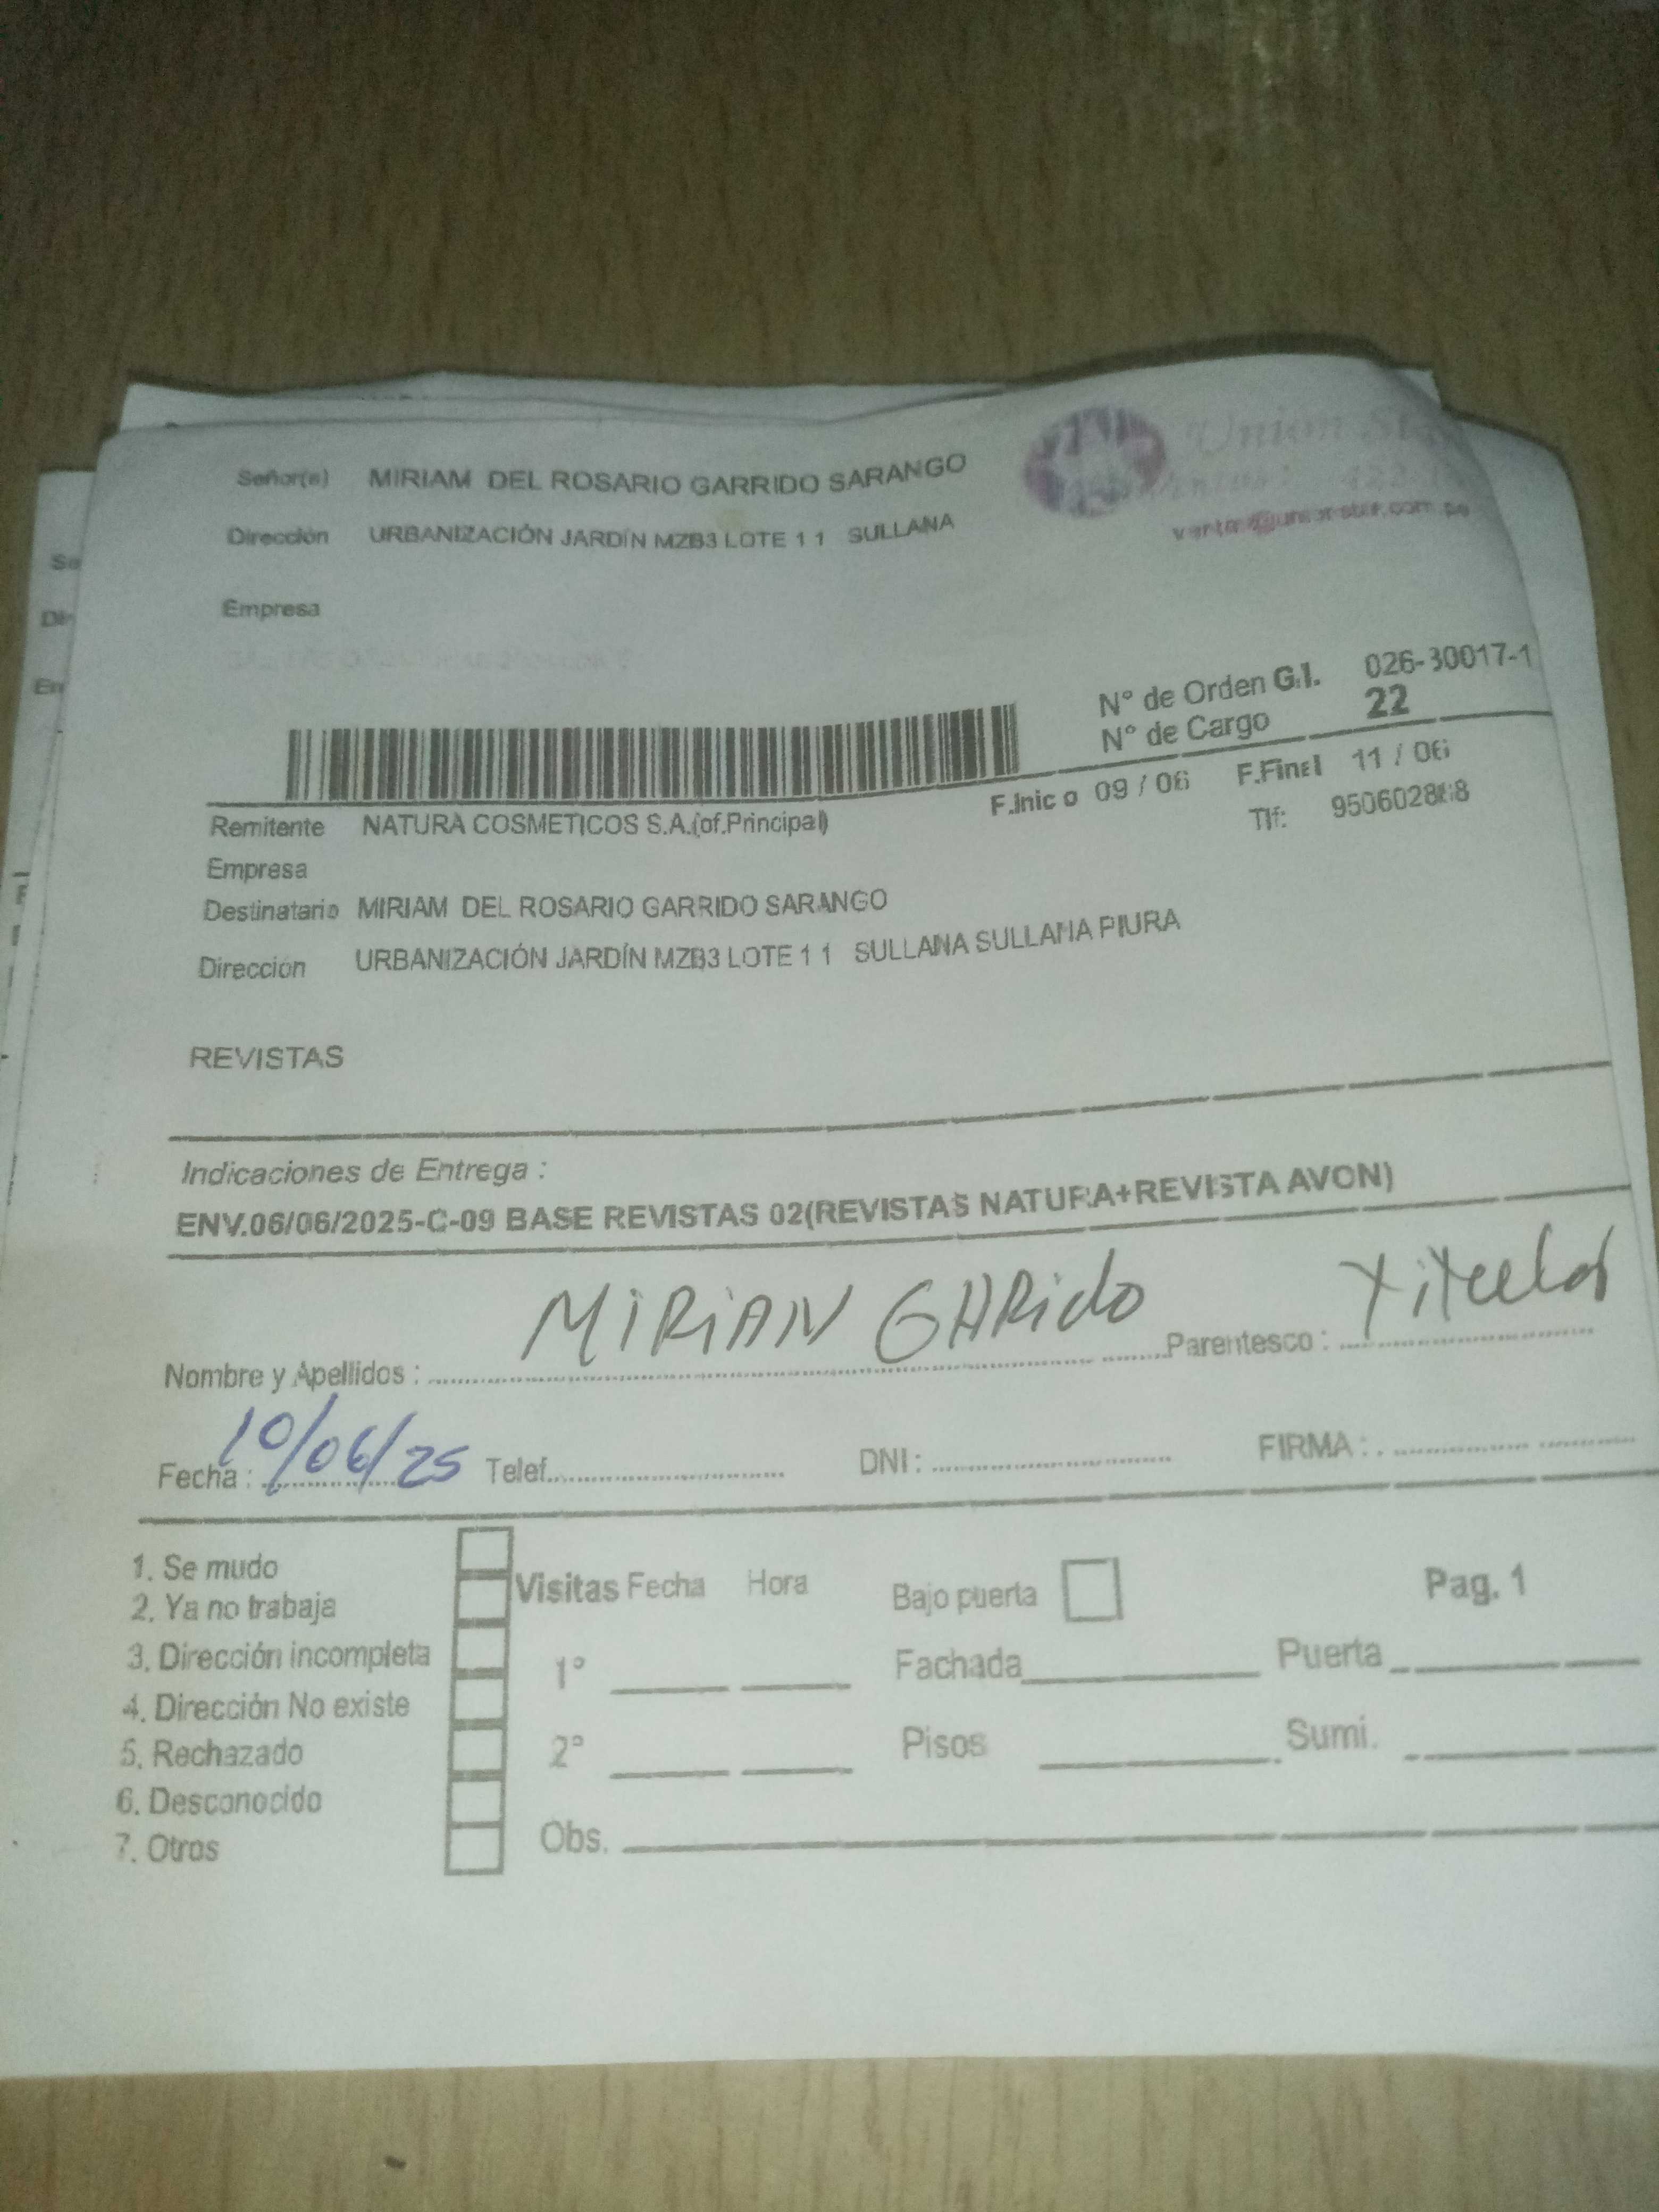 Señor(s) MIRIAM DEL ROSARIO GARRIDO SARANGO
Dirección URBANIZACIÓN JARDÍN MZB3 LOTE 1 1 SULLANA
Empresa
N° de Orden G.I. 026-30017-1
N° de Cargo 22
F.Inicio 09 / 06 F.Final 11 / 06
Remitente NATURA COSMETICOS S.A.(of.Principal)
Tlf:
Empresa
Destinatario MIRIAM DEL ROSARIO GARRIDO SARANGO
Direccion URBANIZACIÓN JARDÍN MZB3 LOTE 1 1 SULLANA SULLANA PIURA
REVISTAS
Indicaciones de Entrega :
ENV.06/06/2025-C-09 BASE REVISTAS 02(REVISTAS NATURA+REVISTA AVON)
Nombre y Apellidos : MIRIAN GARido Parentesco : titular
Fecha : 10/06/25 Telef. DNI : FIRMA :
1. Se mudo
2. Ya no trabaja
3. Dirección incompleta
4. Dirección No existe
5. Rechazado
6. Desconocido
7. Otros
Visitas Fecha Hora Bajo puerta Pag. 1
1° Fachada Puerta
2° Pisos Sumi.
Obs.